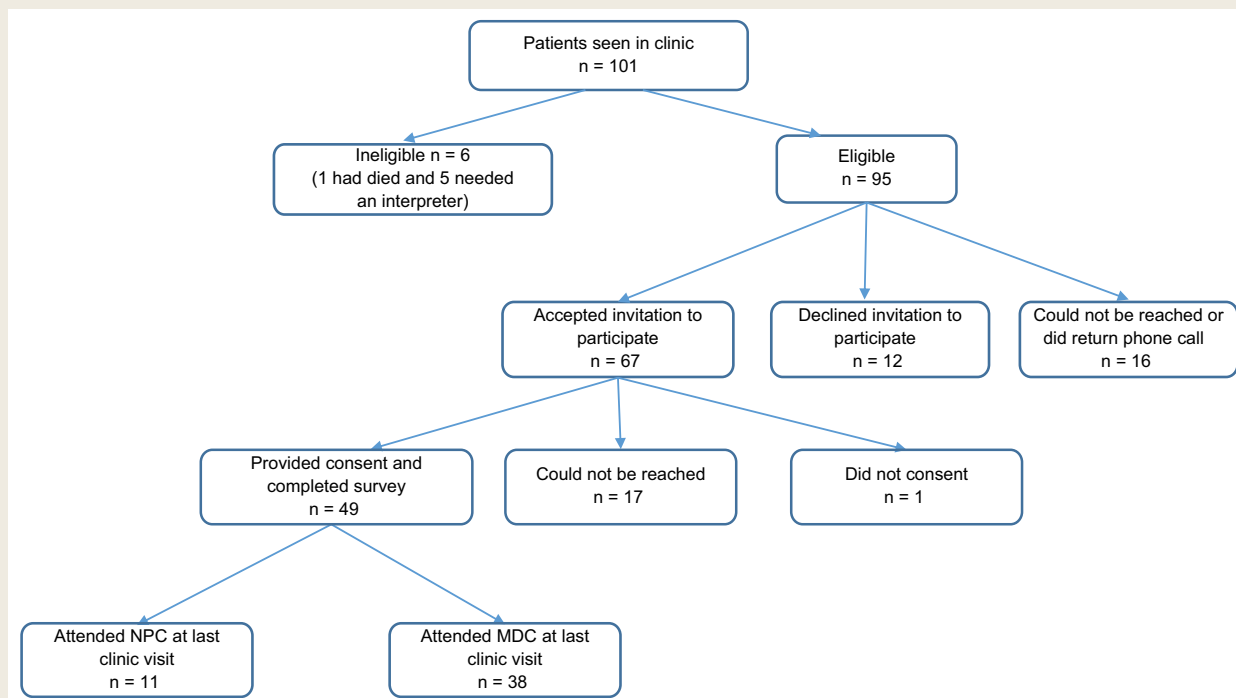 Patients seen in clinic
n = 101
Ineligible n = 6
(1 had died and 5 needed
an interpreter)
Eligible
n = 95
Accepted invitation to
participate
n = 67
Declined invitation to
participate
n = 12
Could not be reached or
did return phone call
n = 16
Provided consent and
completed survey
n = 49
Could not be reached
n = 17
Did not consent
n = 1
Attended NPC at last
clinic visit
n = 11
Attended MDC at last
clinic visit
n = 38